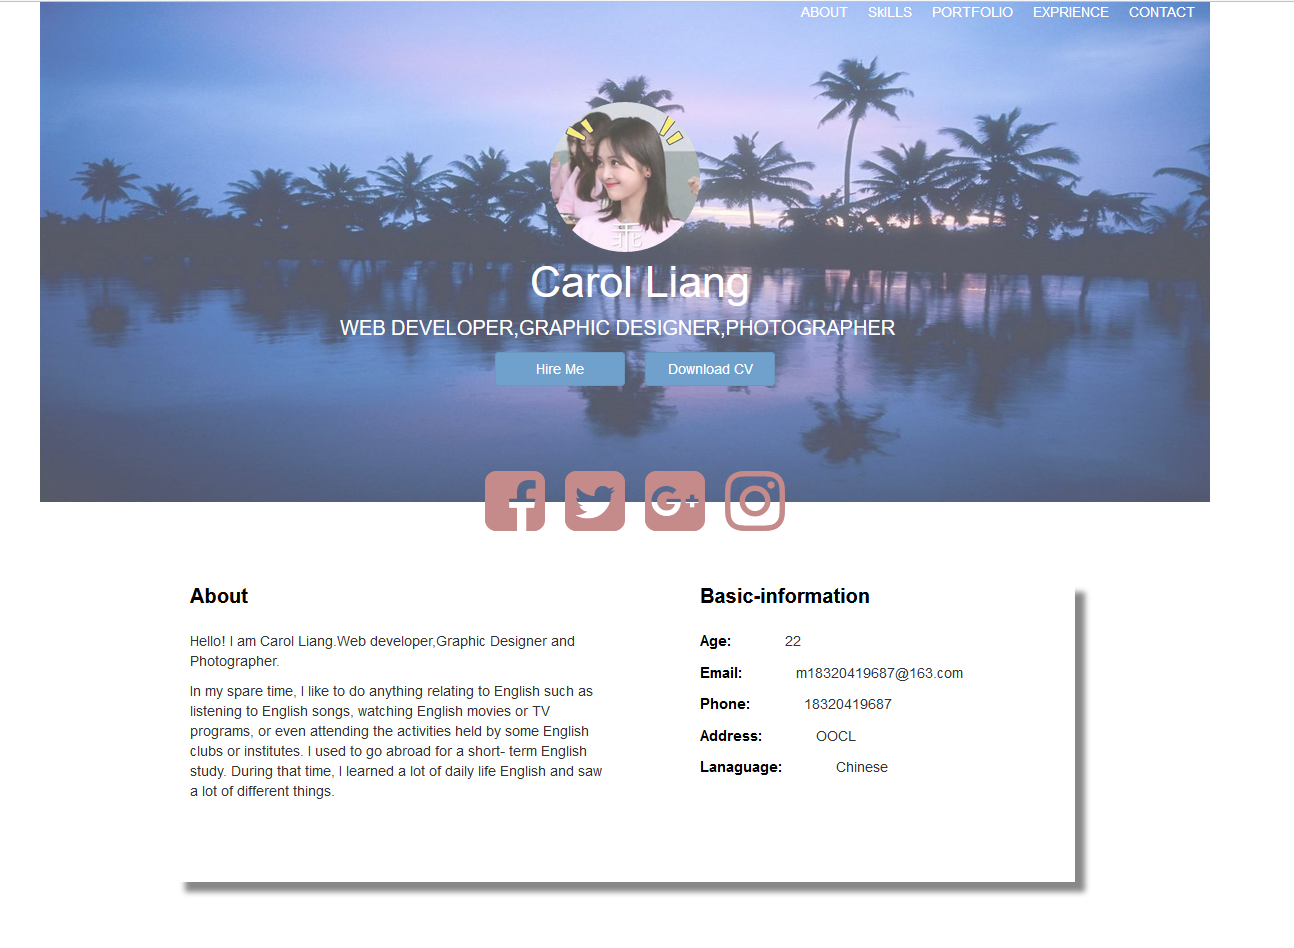 ABOUT SkILLS PORTFOLIO EXPRIENCE CONTACT
乖
Carol Liang
WEB DEVELOPER,GRAPHIC DESIGNER,PHOTOGRAPHER
Hire Me Download CV
About
Hello! I am Carol Liang.Web developer,Graphic Designer and
Photographer.
In my spare time, I like to do anything relating to English such as
listening to English songs, watching English movies or TV
programs, or even attending the activities held by some English
clubs or institutes. I used to go abroad for a short- term English
study. During that time, I learned a lot of daily life English and saw
a lot of different things.
Basic-information
Age: 22
Email: m18320419687@163.com
Phone: 18320419687
Address: OOCL
Lanaguage: Chinese